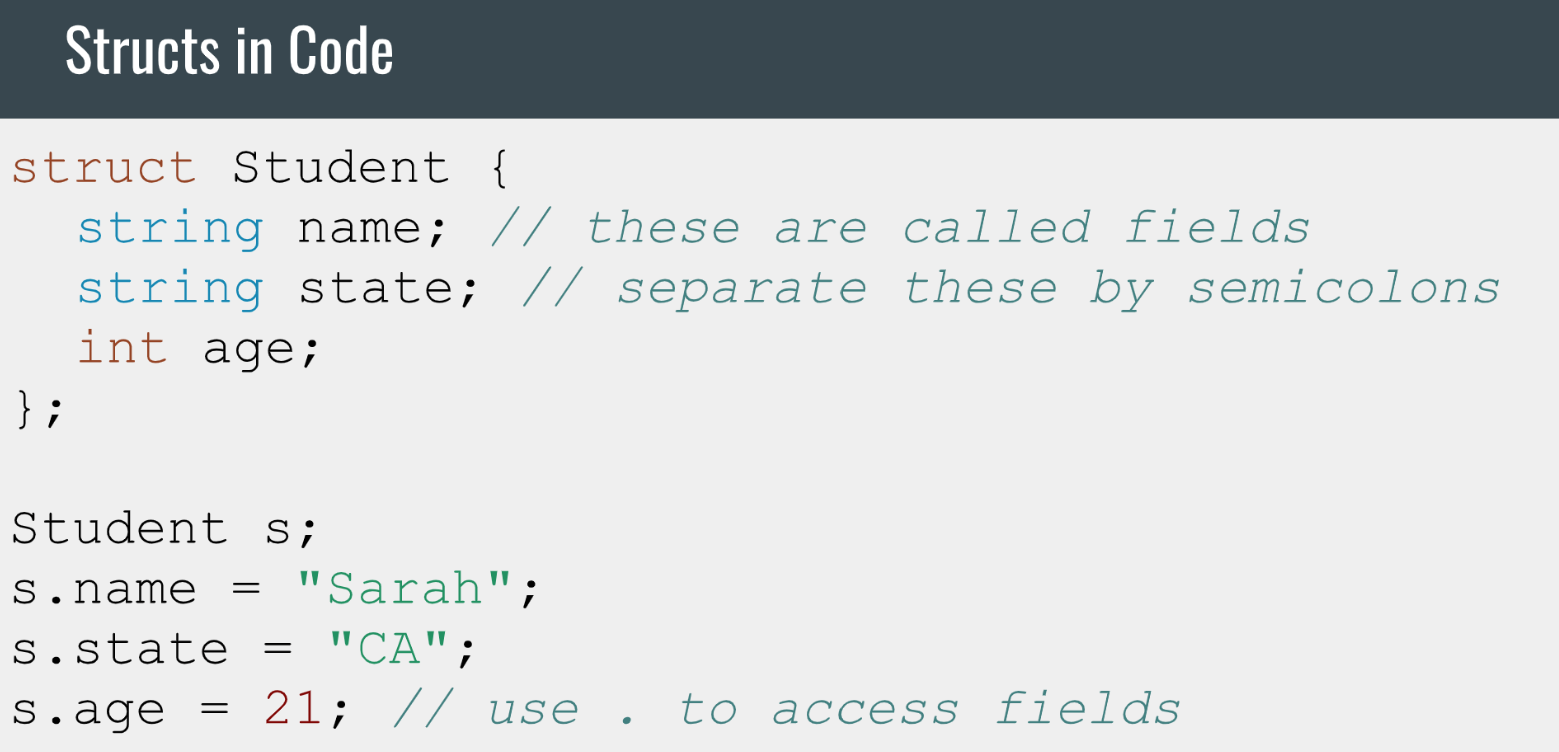 Structs in Code
struct Student {
string name; // these are called fields
string state; // separate these by semicolons
int age;
};
Student s;
s.name = "Sarah";
s.state = "CA";
s.age = 21; // use . to access fields